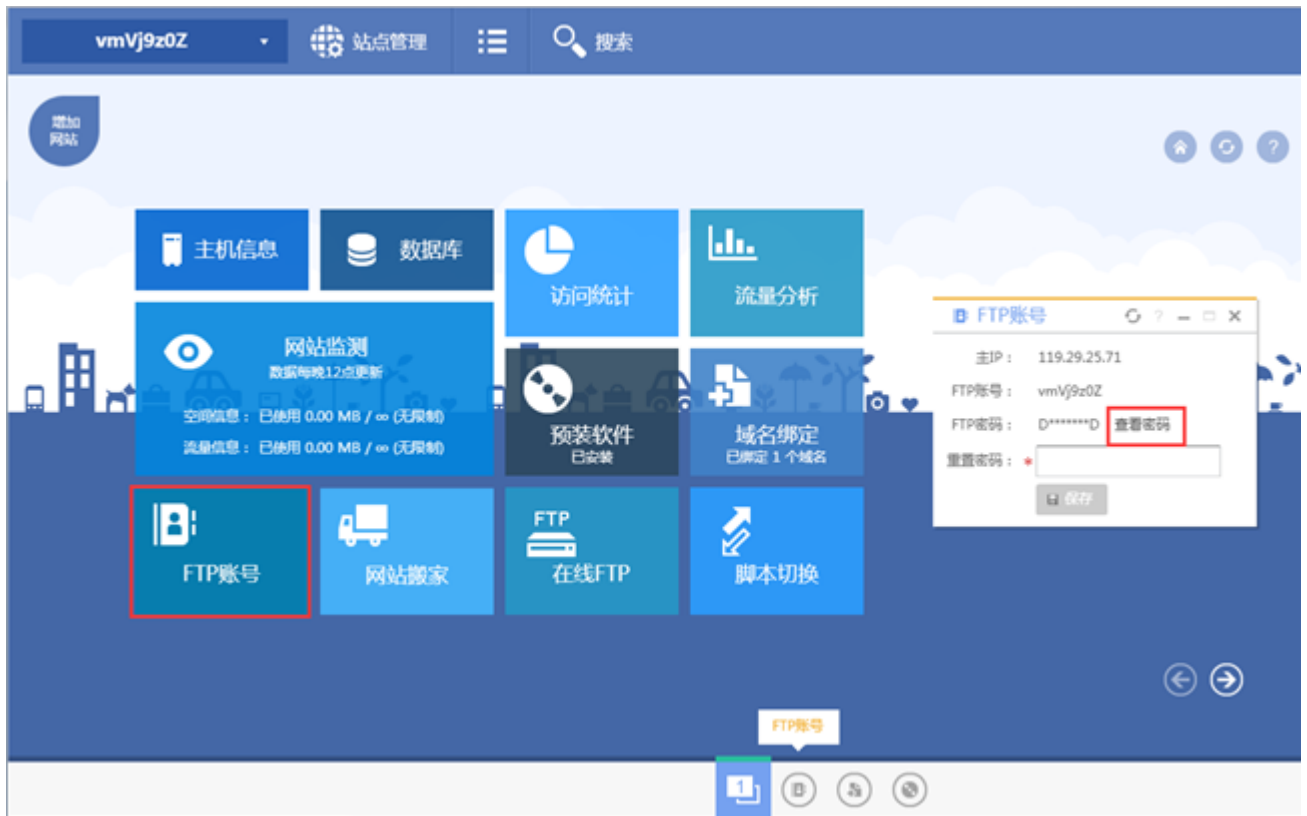 vmVj9z0Z
站点管理
搜索
增加
网站
主机信息
数据库
访问统计
流量分析
网站监测
数据每晚12点更新
空间信息： 已使用 0.00 MB / ∞ (无限制)
流量信息： 已使用 0.00 MB / ∞ (无限制)
预装软件
已安装
域名绑定
已绑定 1 个域名
FTP账号
网站搬家
FTP
在线FTP
脚本切换
FTP账号
主IP： 119.29.25.71
FTP账号： vmVj9z0Z
FTP密码： D*******D 查看密码
重置密码： *
保存
FTP账号
1